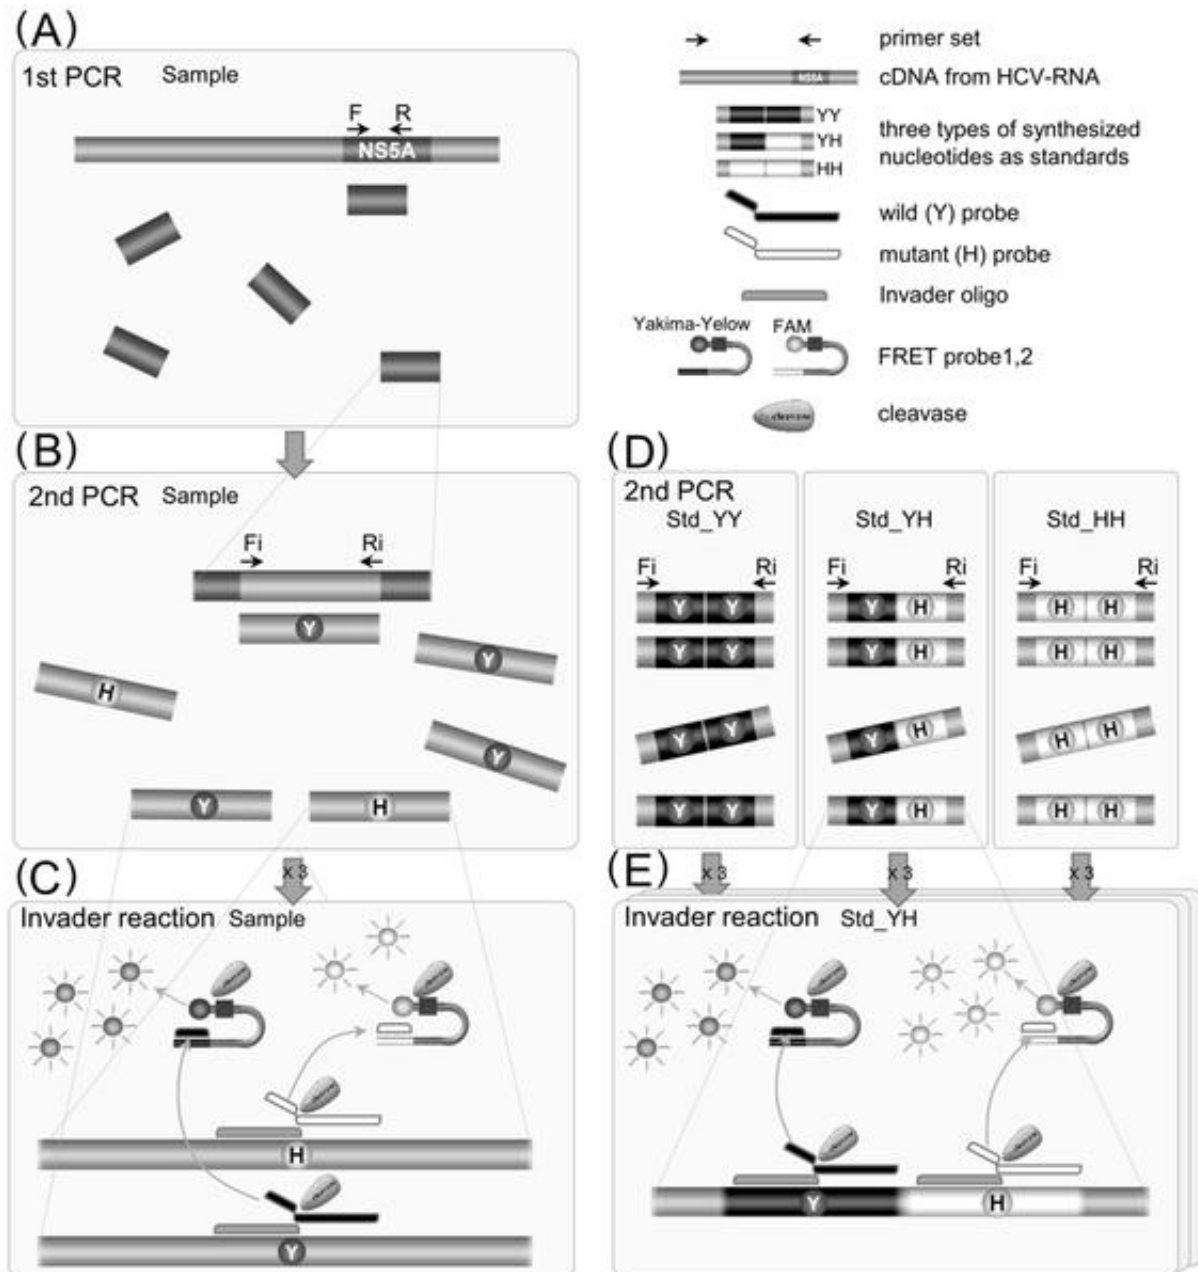 (A)
1st PCR Sample
F R
NS5A
primer set
NS5A
cDNA from HCV-RNA
YY
YH
HH
three types of synthesized
nucleotides as standards
wild (Y) probe
mutant (H) probe
Invader oligo
Yakima-Yelow FAM
FRET probe1,2
cleavase
(B)
2nd PCR Sample
Fi Ri
Y
H
Y
Y
Y H
x 3
(C)
Invader reaction Sample
H
Y
(D)
2nd PCR
Std_YY Std_YH Std_HH
Fi Ri Fi Ri Fi Ri
Y Y Y H H H
Y Y Y H H H
Y Y Y H H H
Y Y Y H H H
x 3 x 3 x 3
(E)
Invader reaction Std_YH
Y H